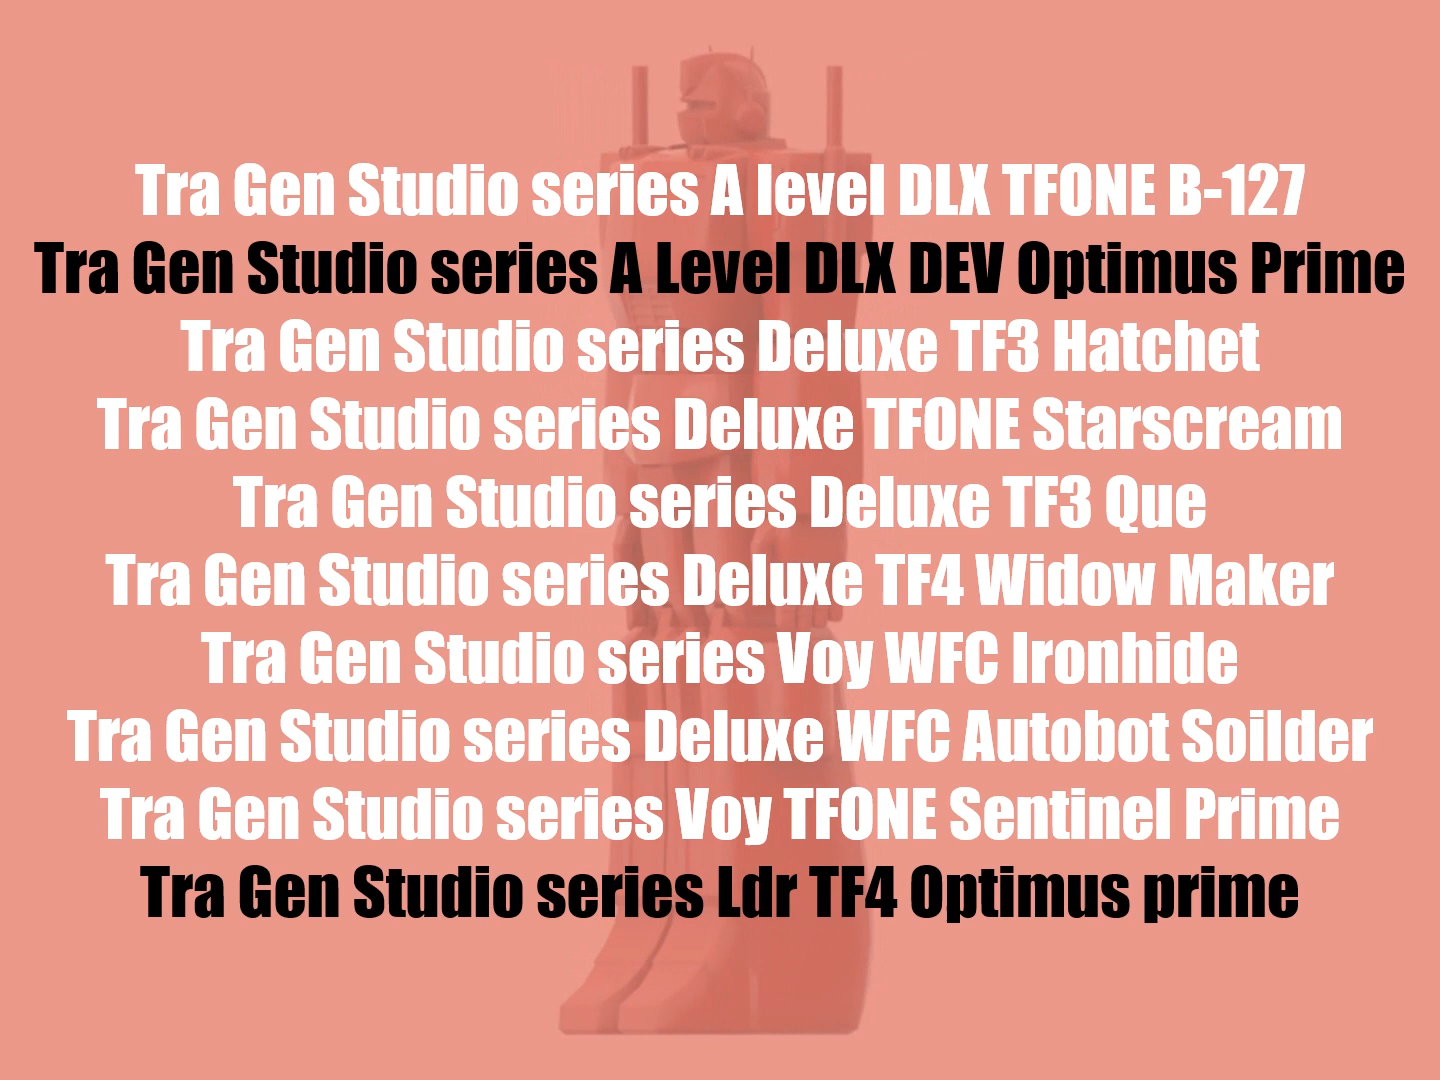 Tra Gen Studio series A level DLX TFONE B-127
Tra Gen Studio series A Level DLX DEV Optimus Prime
Tra Gen Studio series Deluxe TF3 Hatchet
Tra Gen Studio series Deluxe TFONE Starscream
Tra Gen Studio series Deluxe TF3 Que
Tra Gen Studio series Deluxe TF4 Widow Maker
Tra Gen Studio series Voy WFC Ironhide
Tra Gen Studio series Deluxe WFC Autobot Soilder
Tra Gen Studio series Voy TFONE Sentinel Prime
Tra Gen Studio series Ldr TF4 Optimus prime